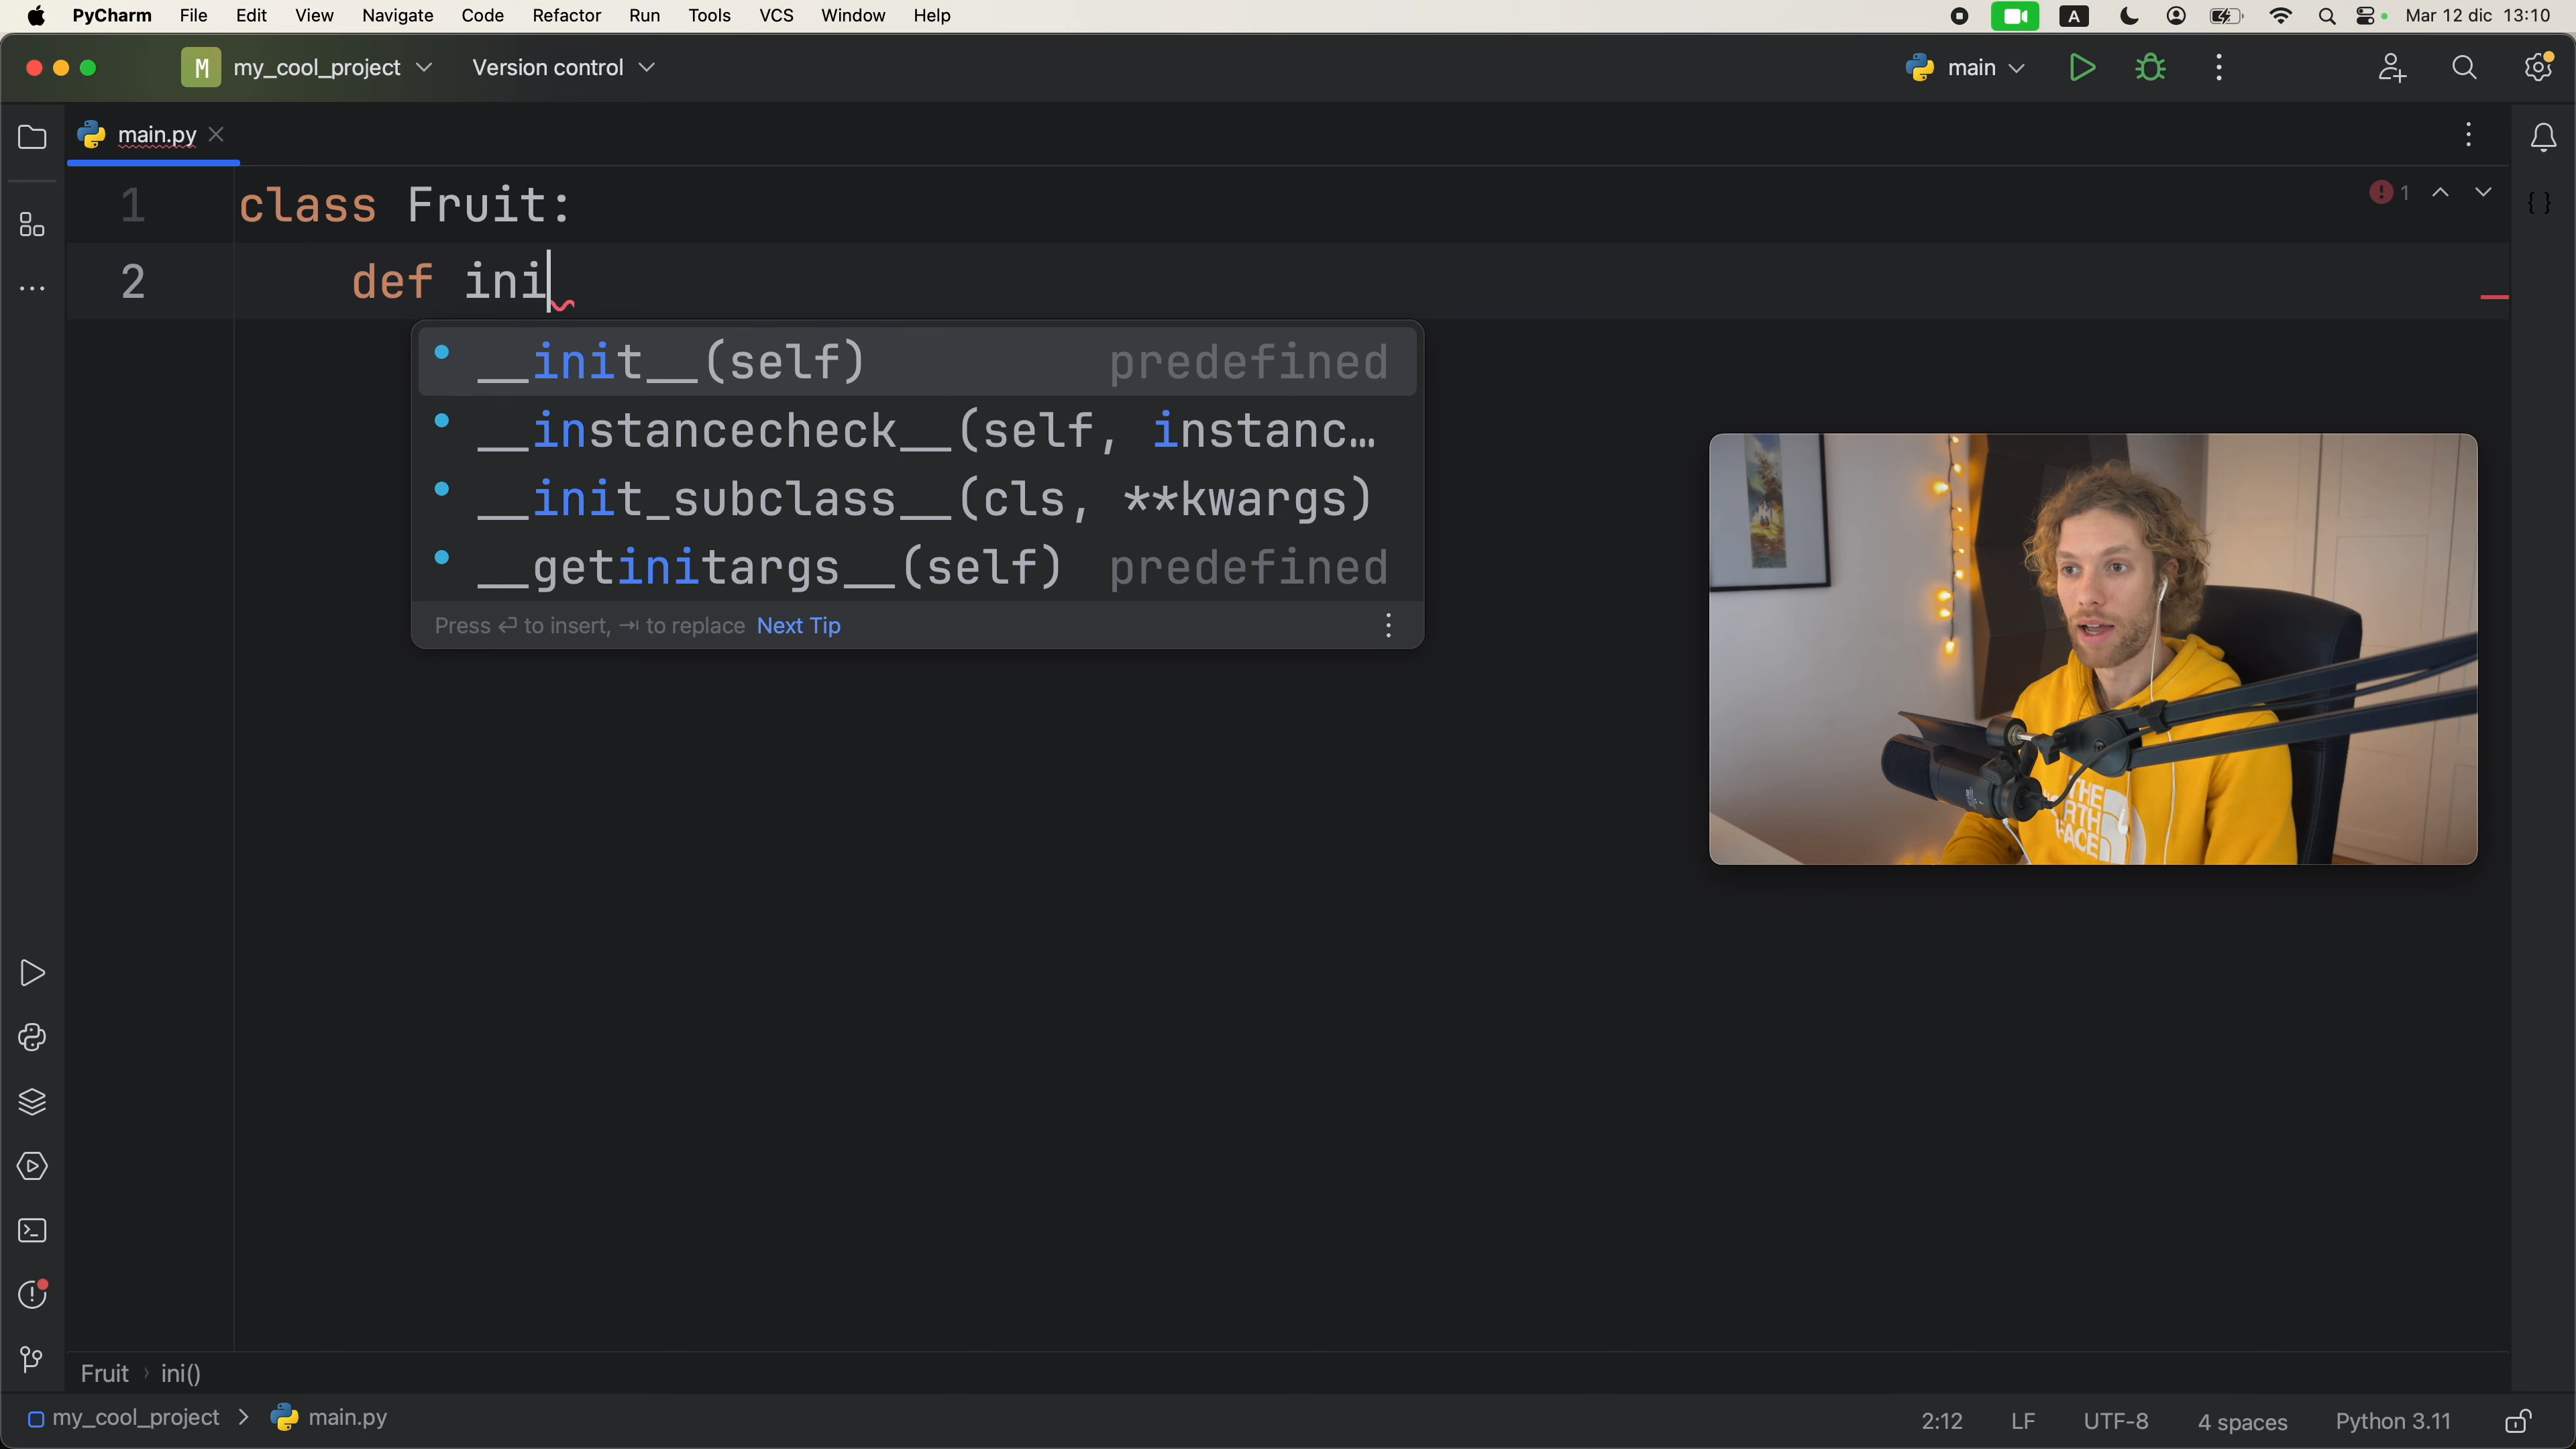 PyCharm File Edit View Navigate Code Refactor Run Tools VCS Window Help A Mar 12 dic 13:10
M my_cool_project Version control main
main.py
1 class Fruit: 1 { }
2 def ini
__init__(self) predefined
__instancecheck__(self, instanc…
__init_subclass__(cls, **kwargs)
__getinitargs__(self) predefined
Press ⏎ to insert, ⇥ to replace Next Tip
THE
NORTH
FACE
Fruit › ini()
my_cool_project > main.py 2:12 LF UTF-8 4 spaces Python 3.11